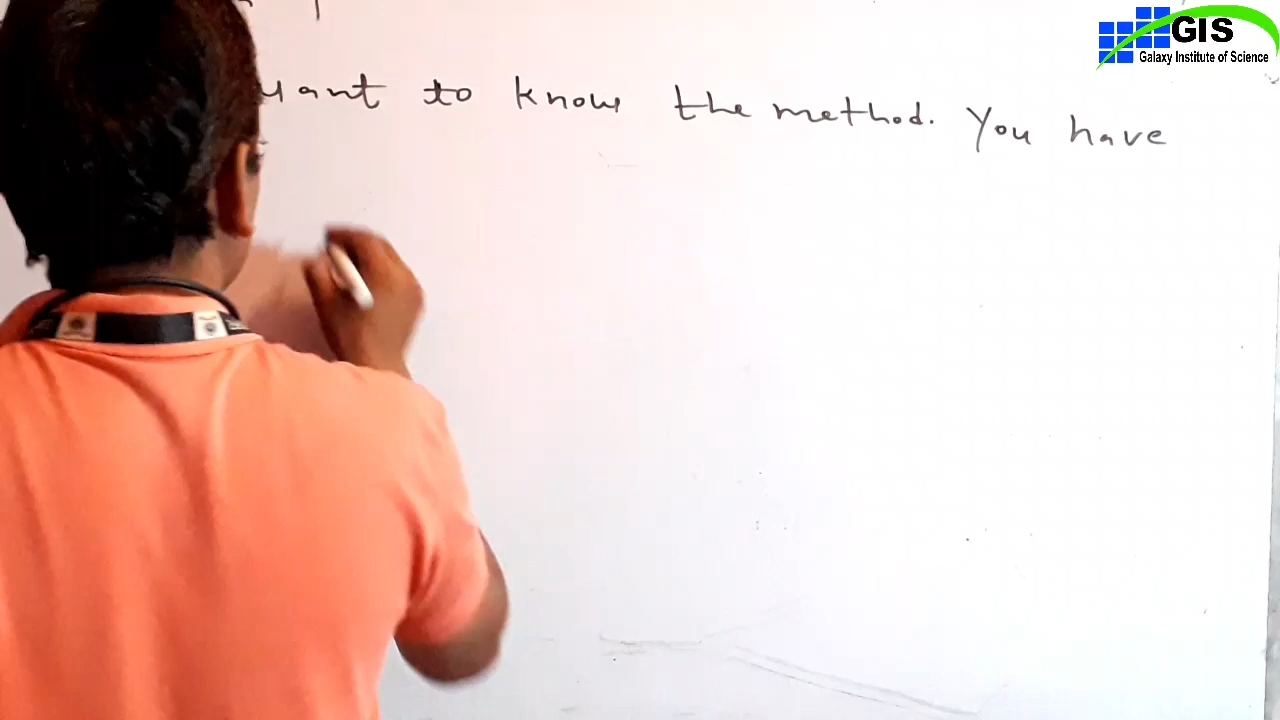 GIS
Galaxy Institute of Science
want to know the method. You have